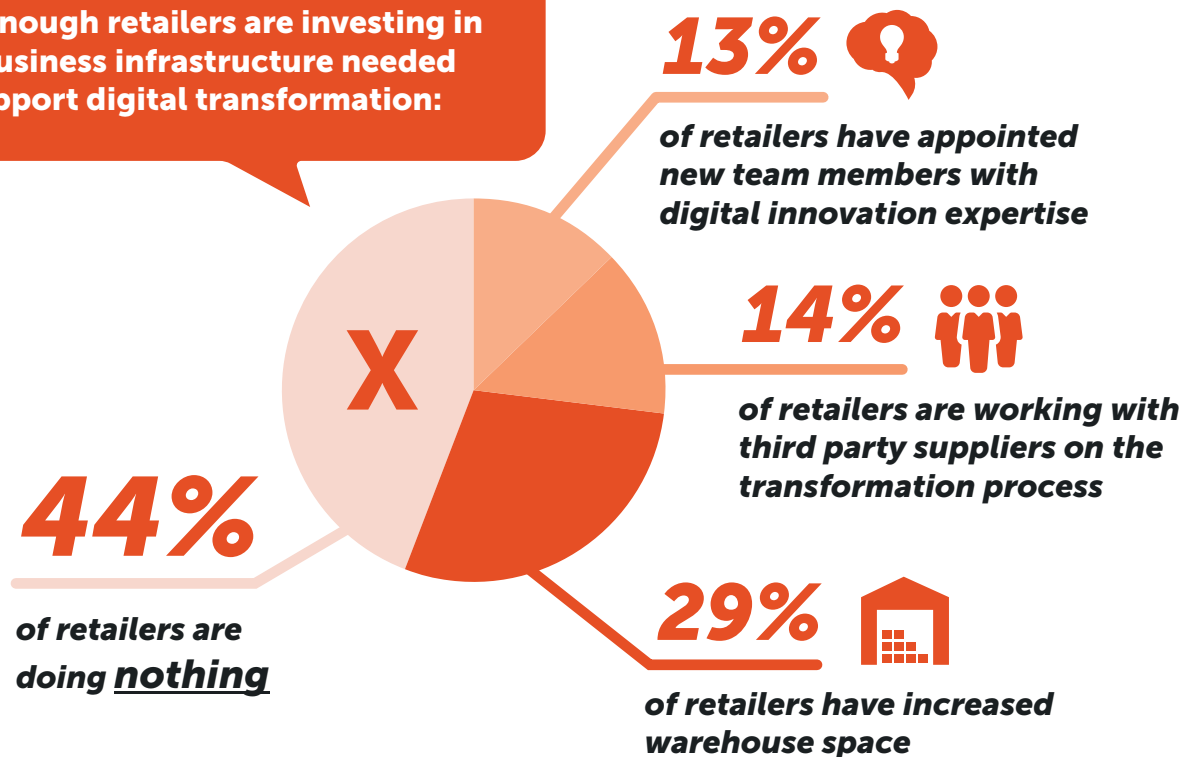 nough retailers are investing in
usiness infrastructure needed
pport digital transformation:
13%
of retailers have appointed
new team members with
digital innovation expertise
14%
of retailers are working with
third party suppliers on the
transformation process
X
44%
of retailers are
doing nothing
29%
of retailers have increased
warehouse space